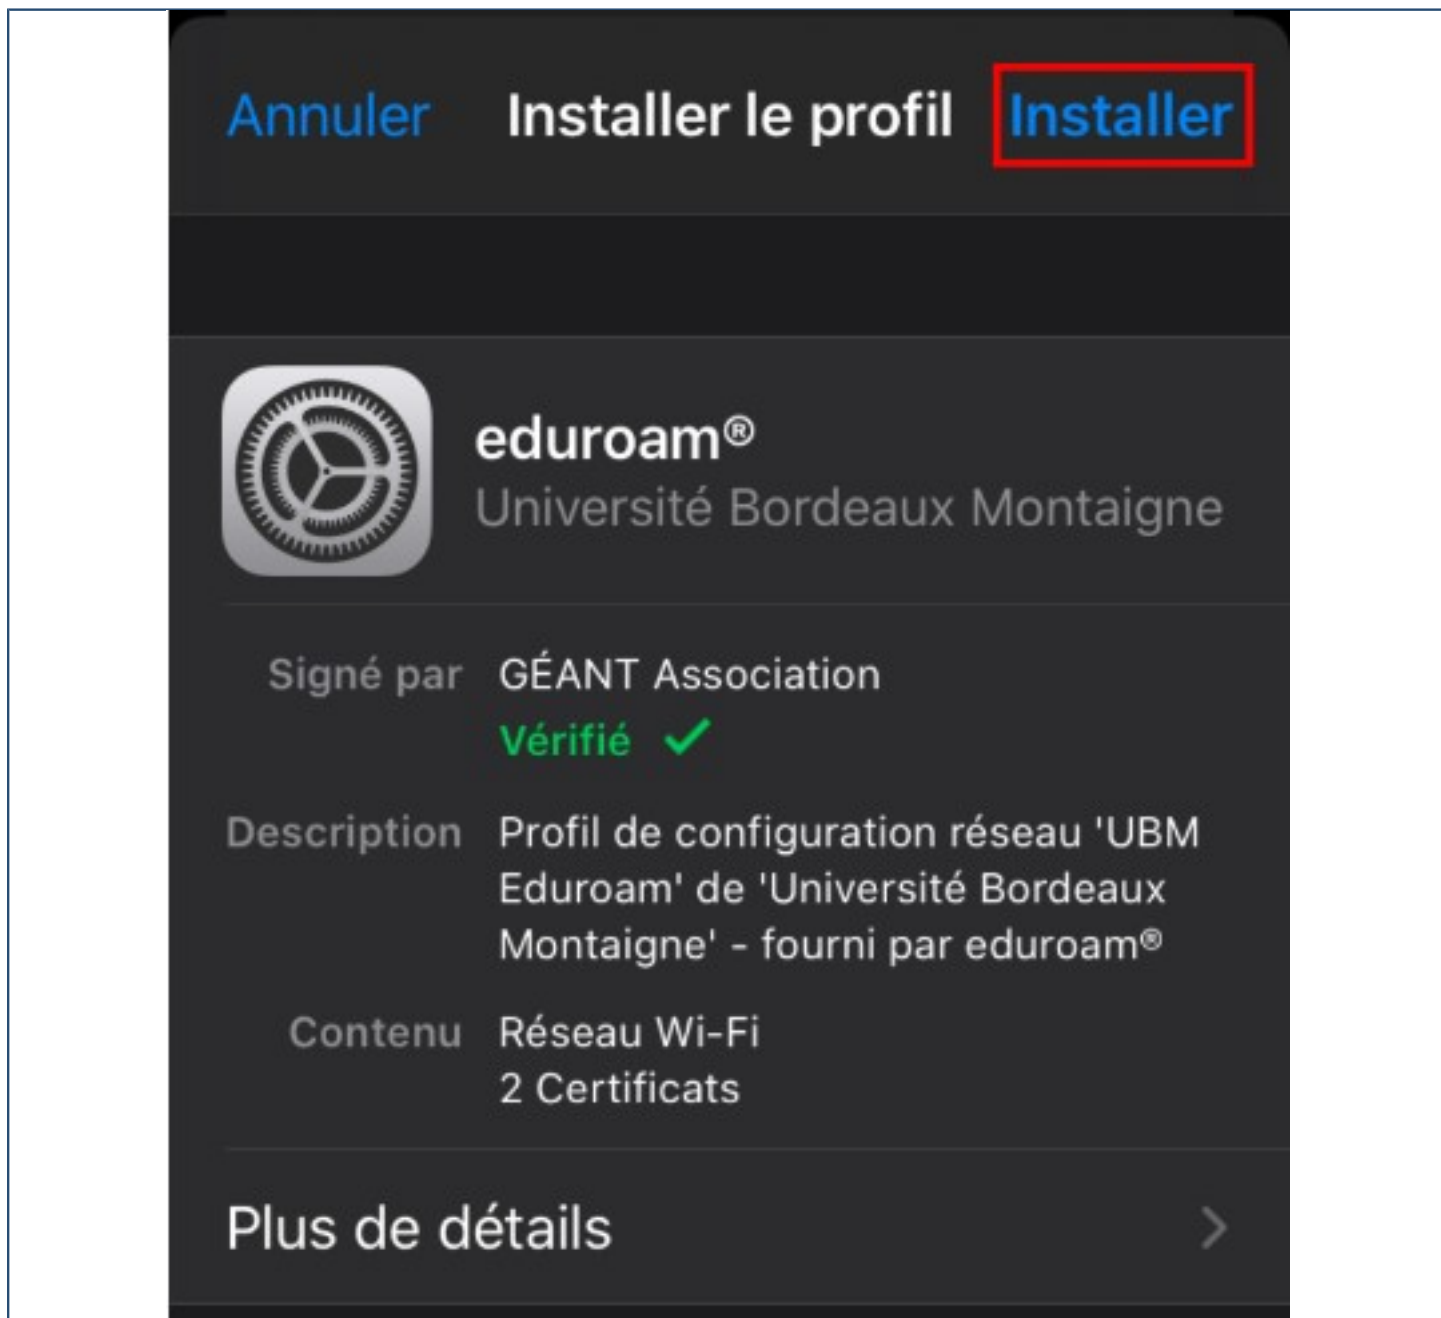 Annuler Installer le profil Installer
eduroam®
Université Bordeaux Montaigne
Signé par GÉANT Association
Vérifié ✓
Description Profil de configuration réseau 'UBM
Eduroam' de 'Université Bordeaux
Montaigne' - fourni par eduroam®
Contenu Réseau Wi-Fi
2 Certificats
Plus de détails